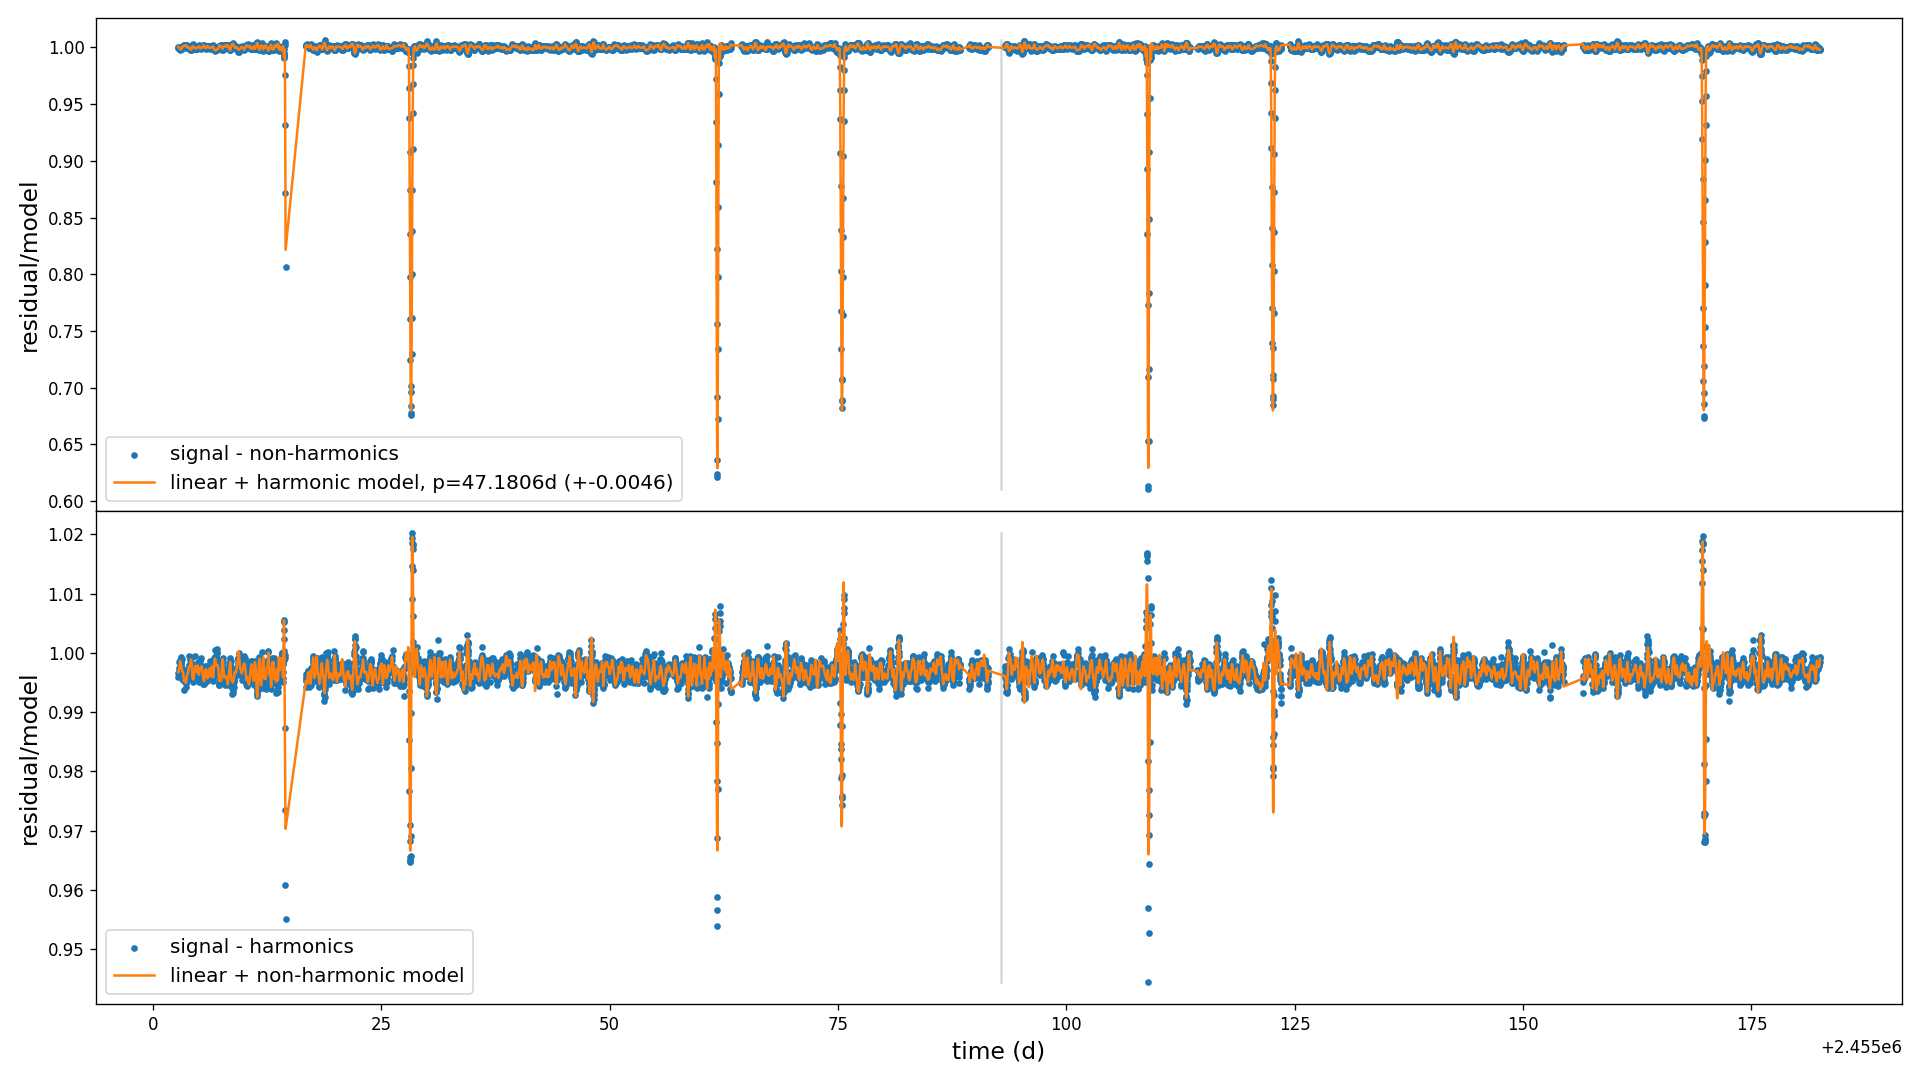 1.00
0.95
0.90
0.85
0.80
0.75
0.70
0.65
0.60
residual/model
signal - non-harmonics
linear + harmonic model, p=47.1806d (+-0.0046)
1.02
1.01
1.00
0.99
0.98
0.97
0.96
0.95
residual/model
signal - harmonics
linear + non-harmonic model
0 25 50 75 100 125 150 175
time (d)
+2.455e6